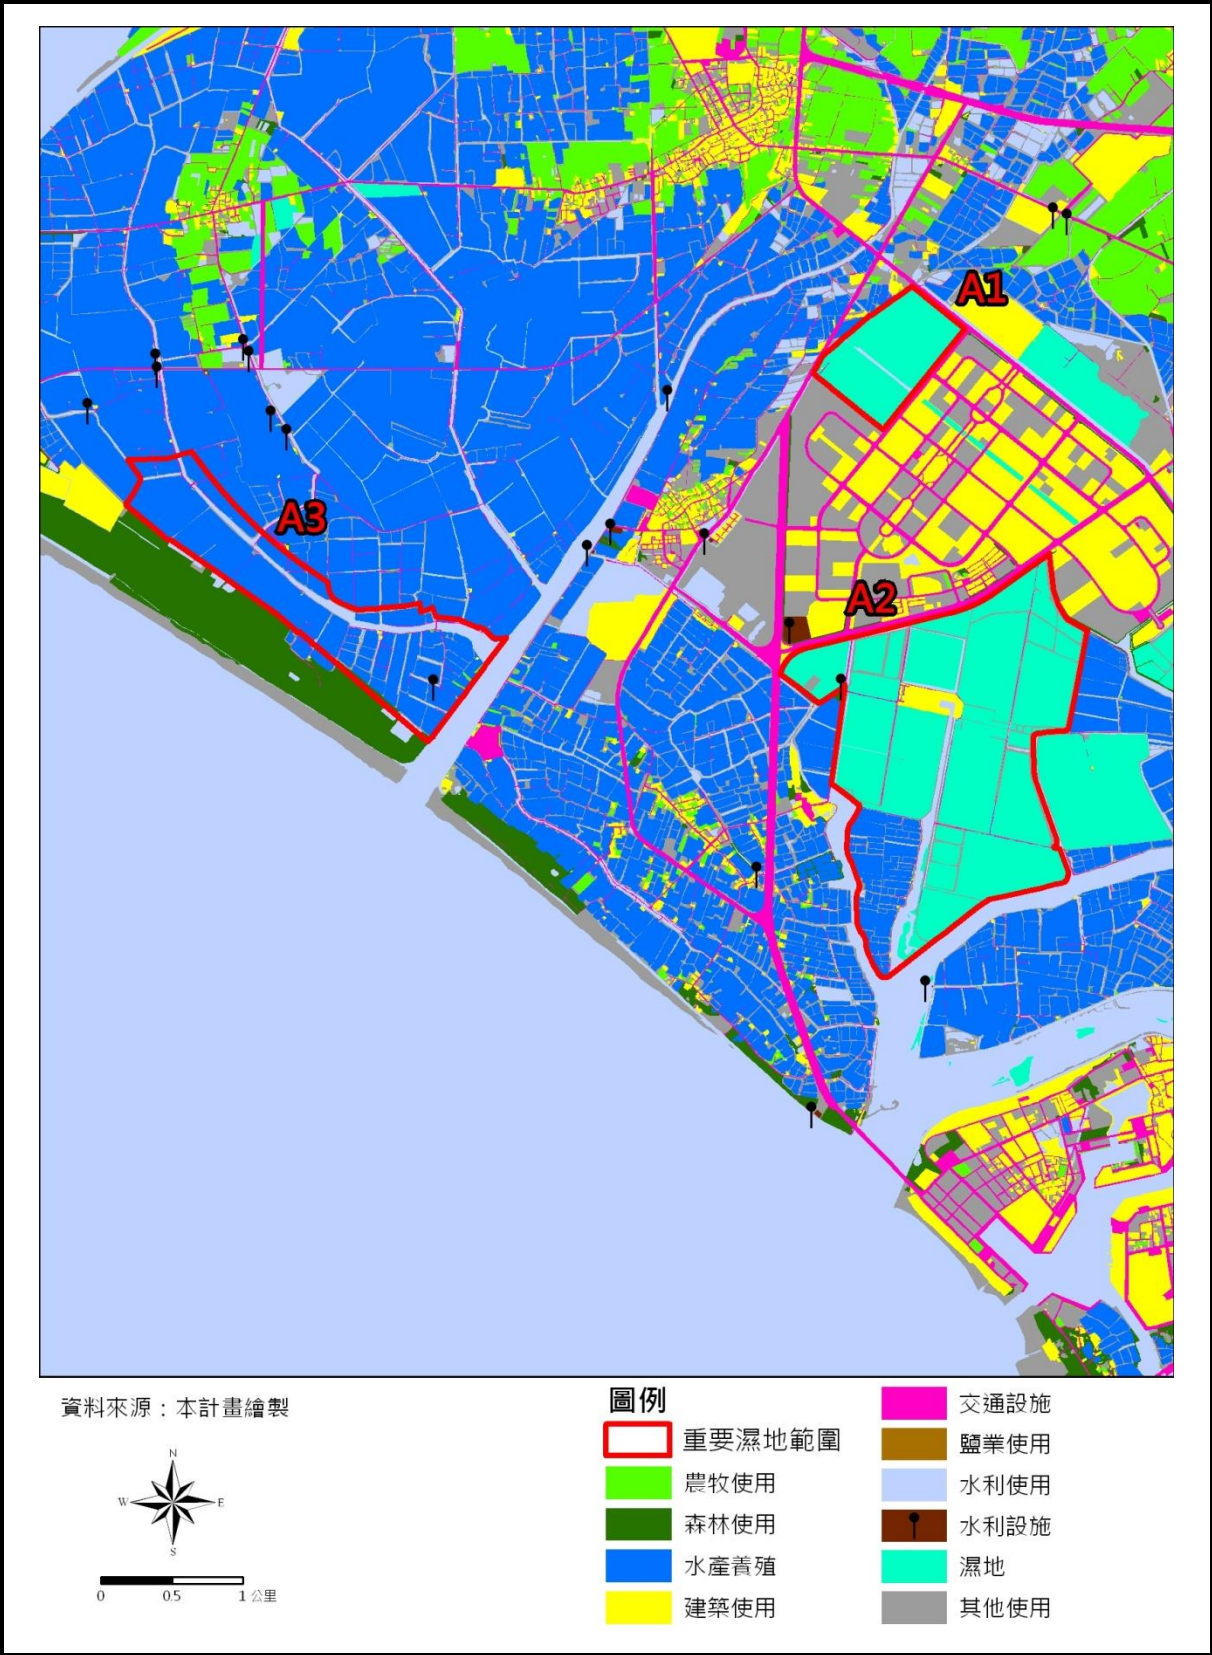 A1
A3
A2
資料來源：本計畫繪製
N
W
E
S
0
0.5
1 公里
圖例
重要濕地範圍
農牧使用
森林使用
水產養殖
建築使用
交通設施
鹽業使用
水利使用
水利設施
濕地
其他使用